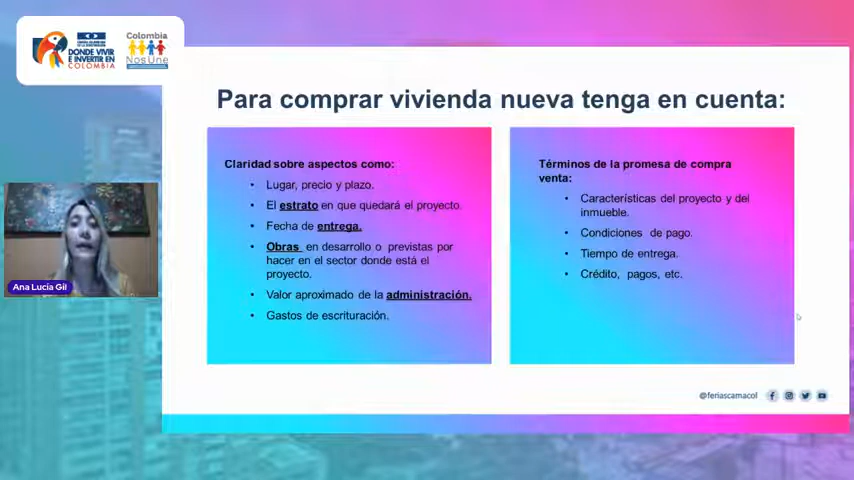 DONDE VIVIR
E INVERTIR EN
COLOMBIA
Colombia
NosUne
Para comprar vivienda nueva tenga en cuenta:
Claridad sobre aspectos como:
• Lugar, precio y plazo.
• El estrato en que quedará el proyecto.
• Fecha de entrega.
• Obras en desarrollo o previstas por
hacer en el sector donde está el
proyecto.
• Valor aproximado de la administración.
• Gastos de escrituración.
Términos de la promesa de compra
venta:
• Características del proyecto y del
inmueble.
• Condiciones de pago.
• Tiempo de entrega.
• Crédito, pagos, etc.
Ana Lucía Gil
@feriascamacol